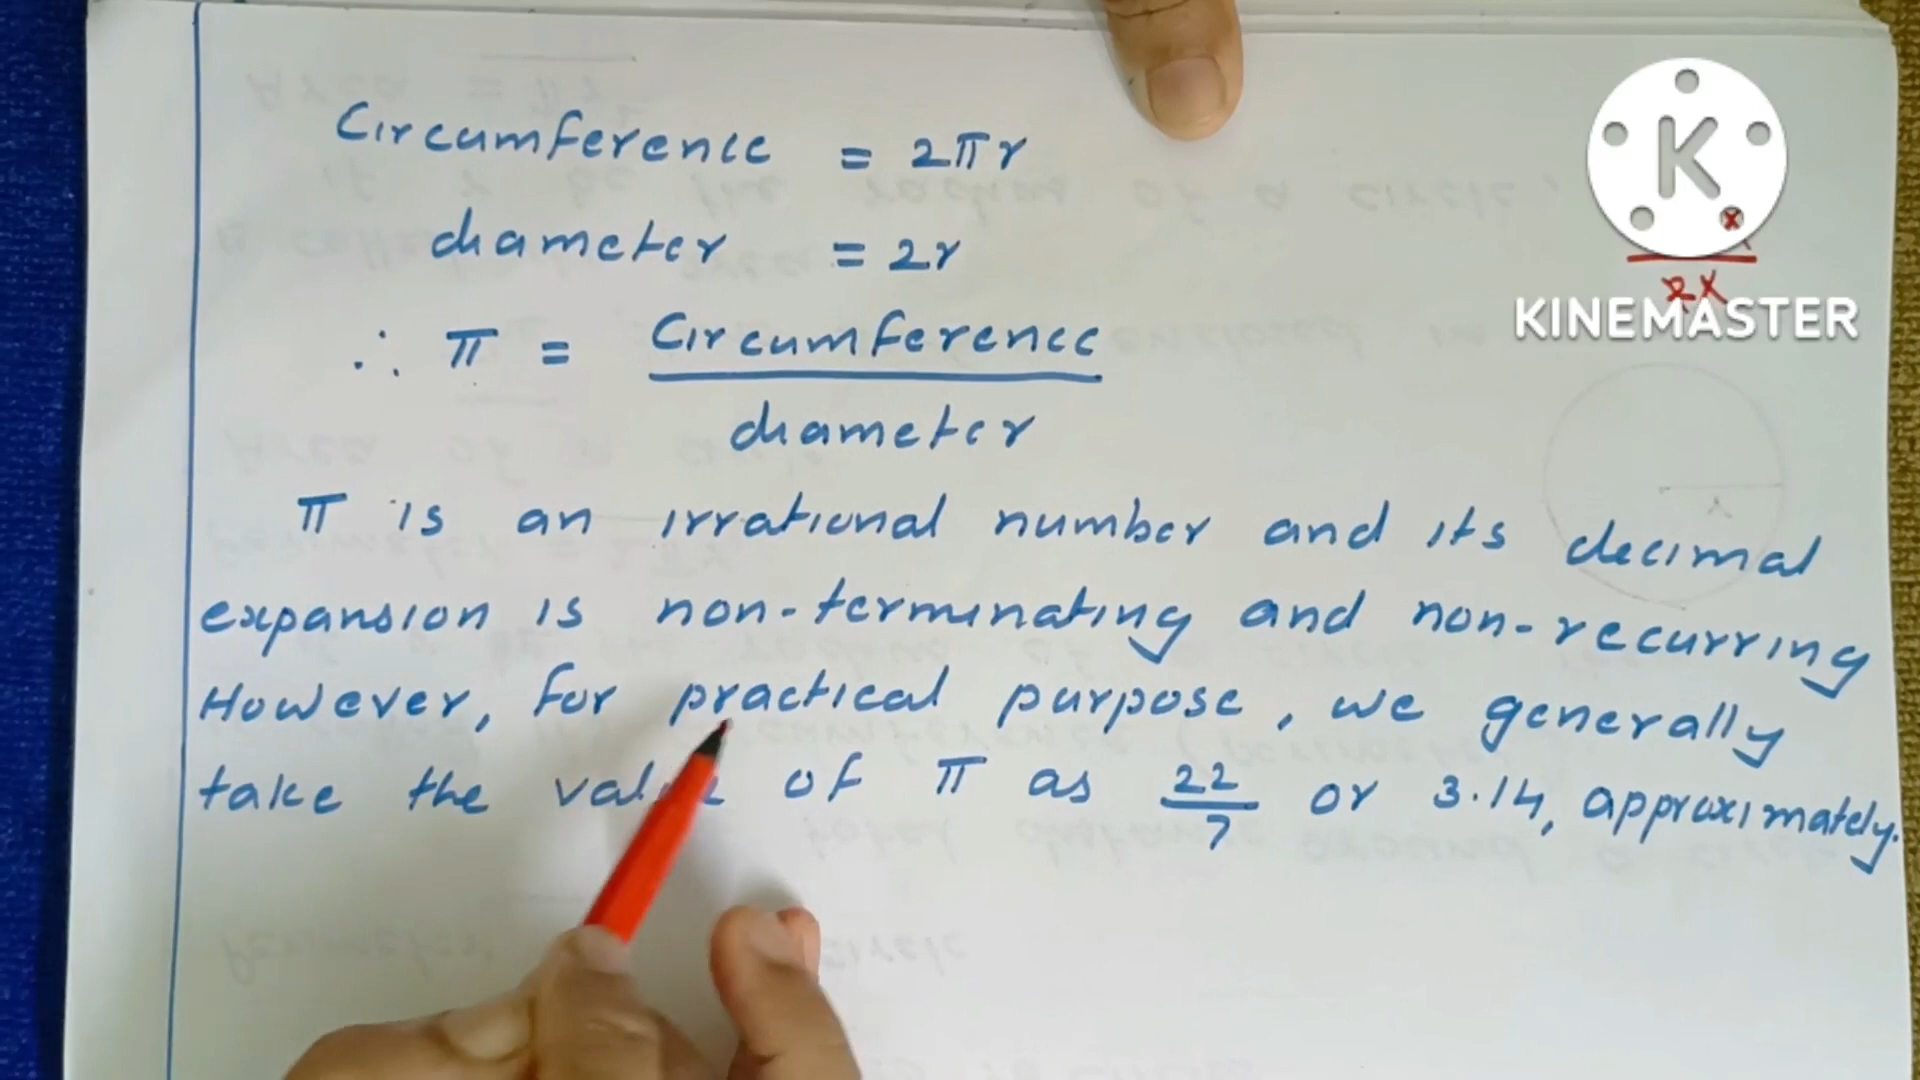 Circumference = 2πr
diameter = 2r
∴ π = Circumference
diameter
π is an irrational number and its decimal
expansion is non-terminating and non-recurring
However, for practical purpose, we generally
take the value of π as 22/7 or 3.14, approximately.
K
KINEMASTER